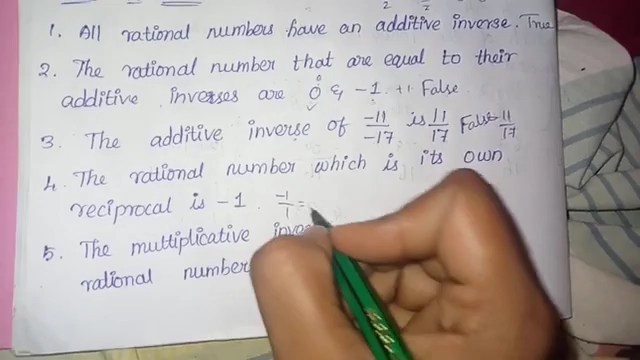 1. All rational numbers have an additive inverse. True
2. The rational number that are equal to their
additive inverses are 0 & -1. +1 False.
3. The additive inverse of -11/-17 is 11/17 False 11/17
4. The rational number which is its own
reciprocal is -1. -1/1 =
5. The multiplicative
rational number